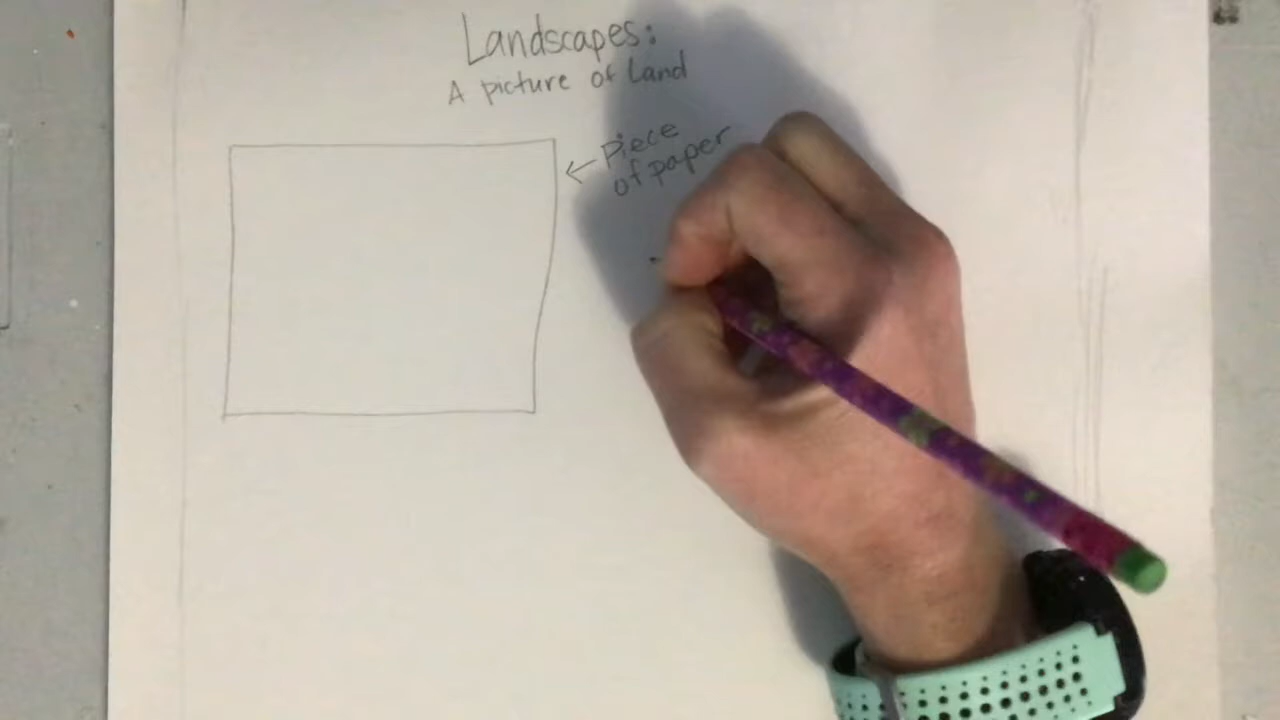 Landscapes:
A picture of Land
← Piece
of paper